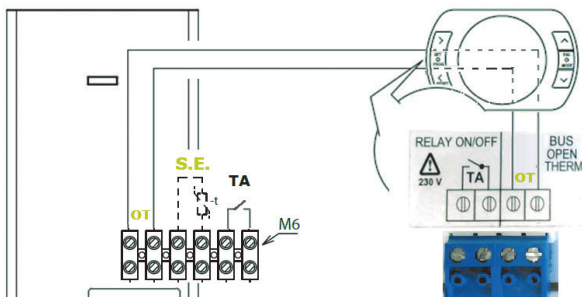 S.E.
TA
-t
OT
M6
RELAY ON/OFF
BUS
OPEN
THERM
230 V
TA
OT